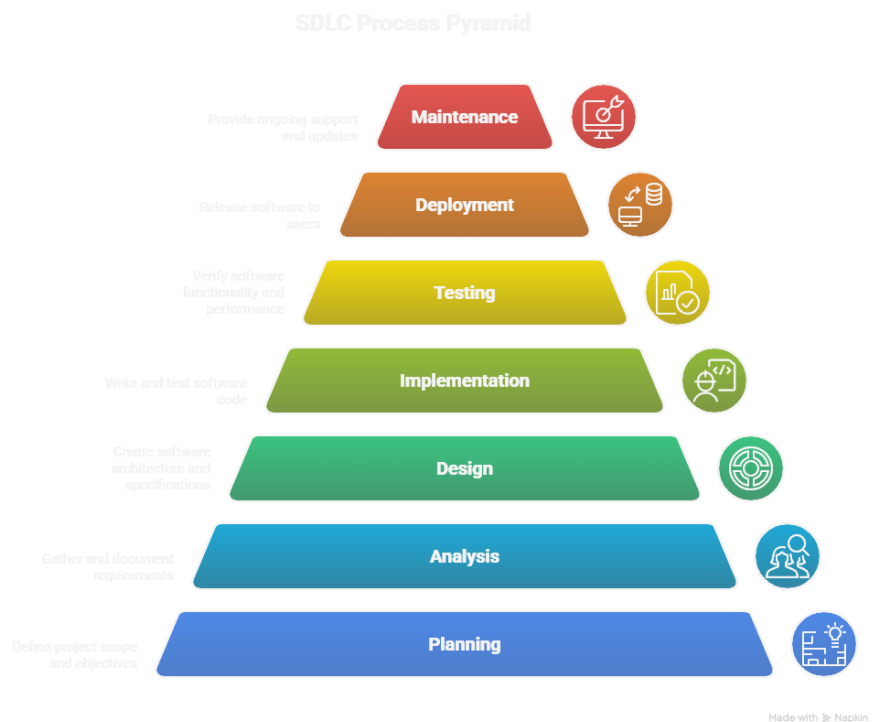 SDLC Process Pyramid
Provide ongoing support
and updates
Maintenance
Release software to
users
Deployment
Verify software
functionality and
performance
Testing
Write and test software
code
Implementation
Create software
architecture and
specifications
Design
Gather and document
requirements
Analysis
Define project scope
and objectives
Planning
Made with Napkin